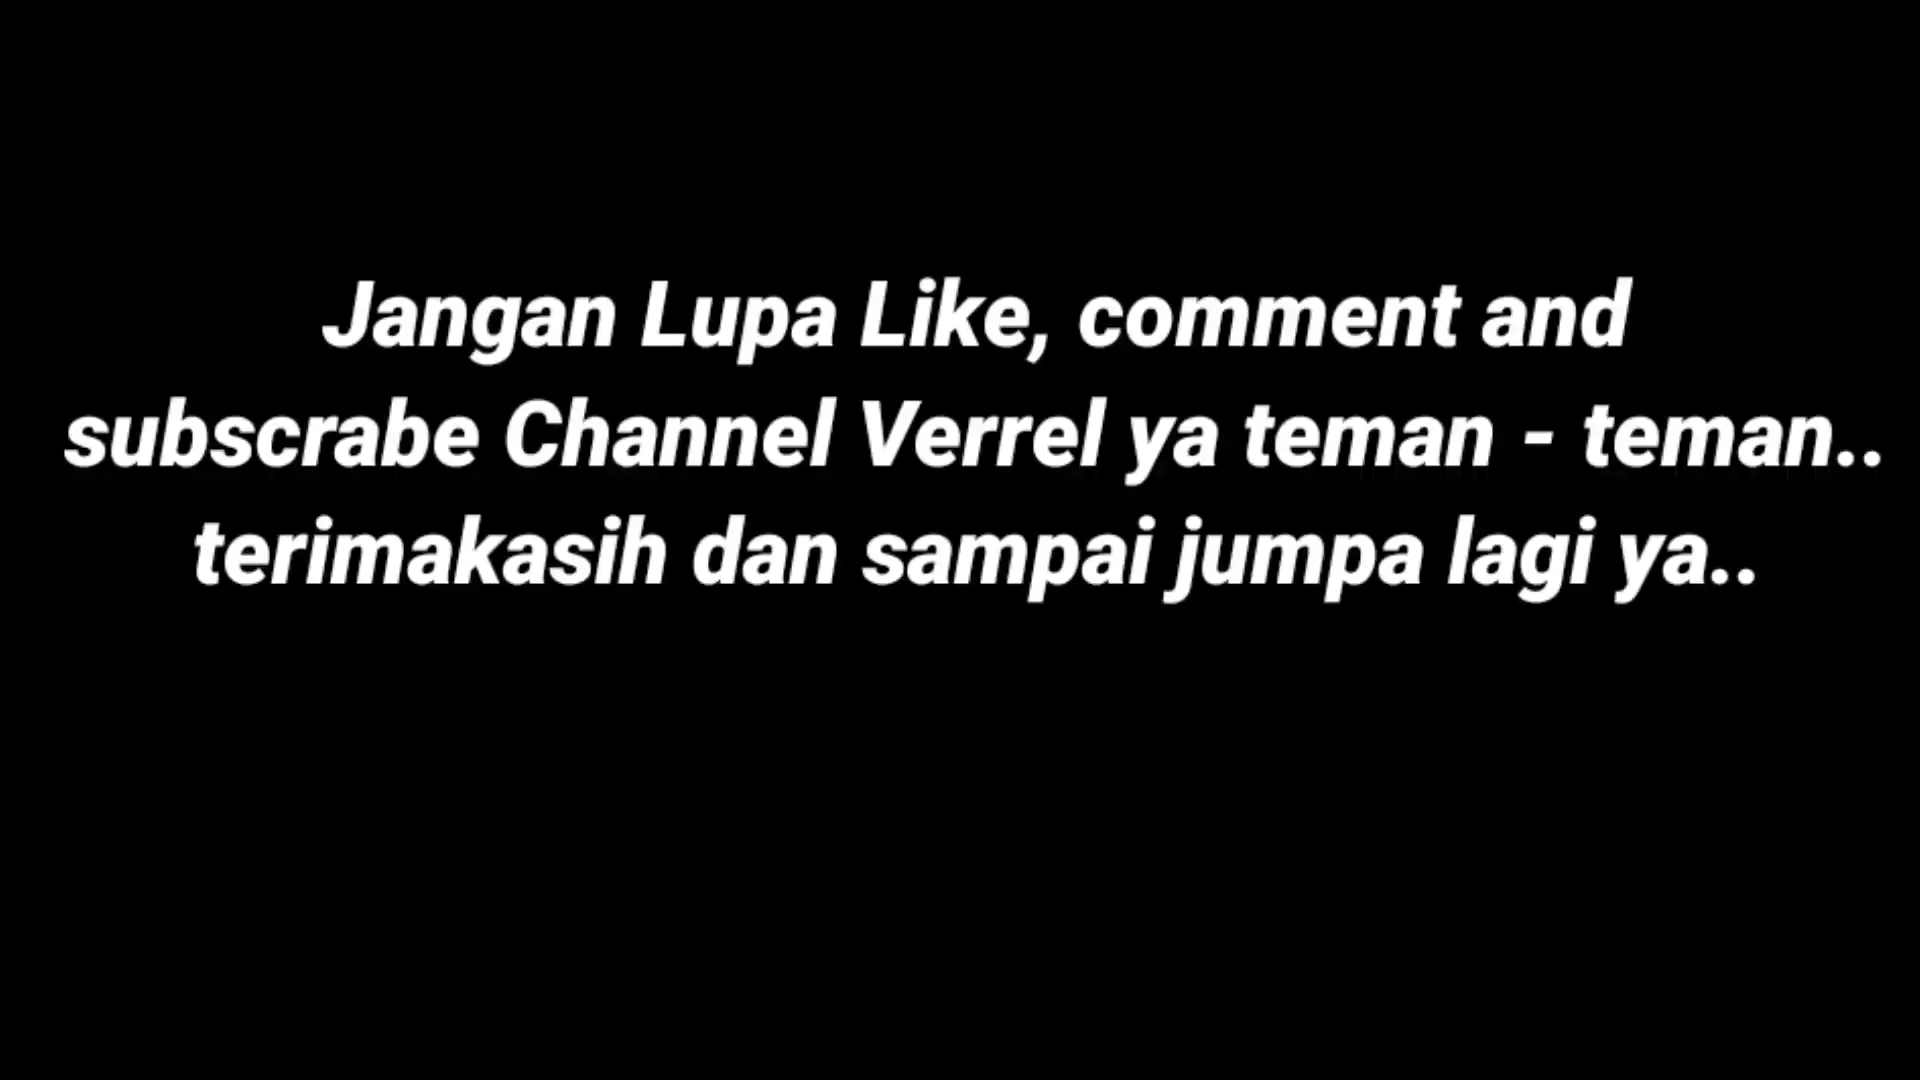 Jangan Lupa Like, comment and
subscrabe Channel Verrel ya teman - teman..
terimakasih dan sampai jumpa lagi ya..